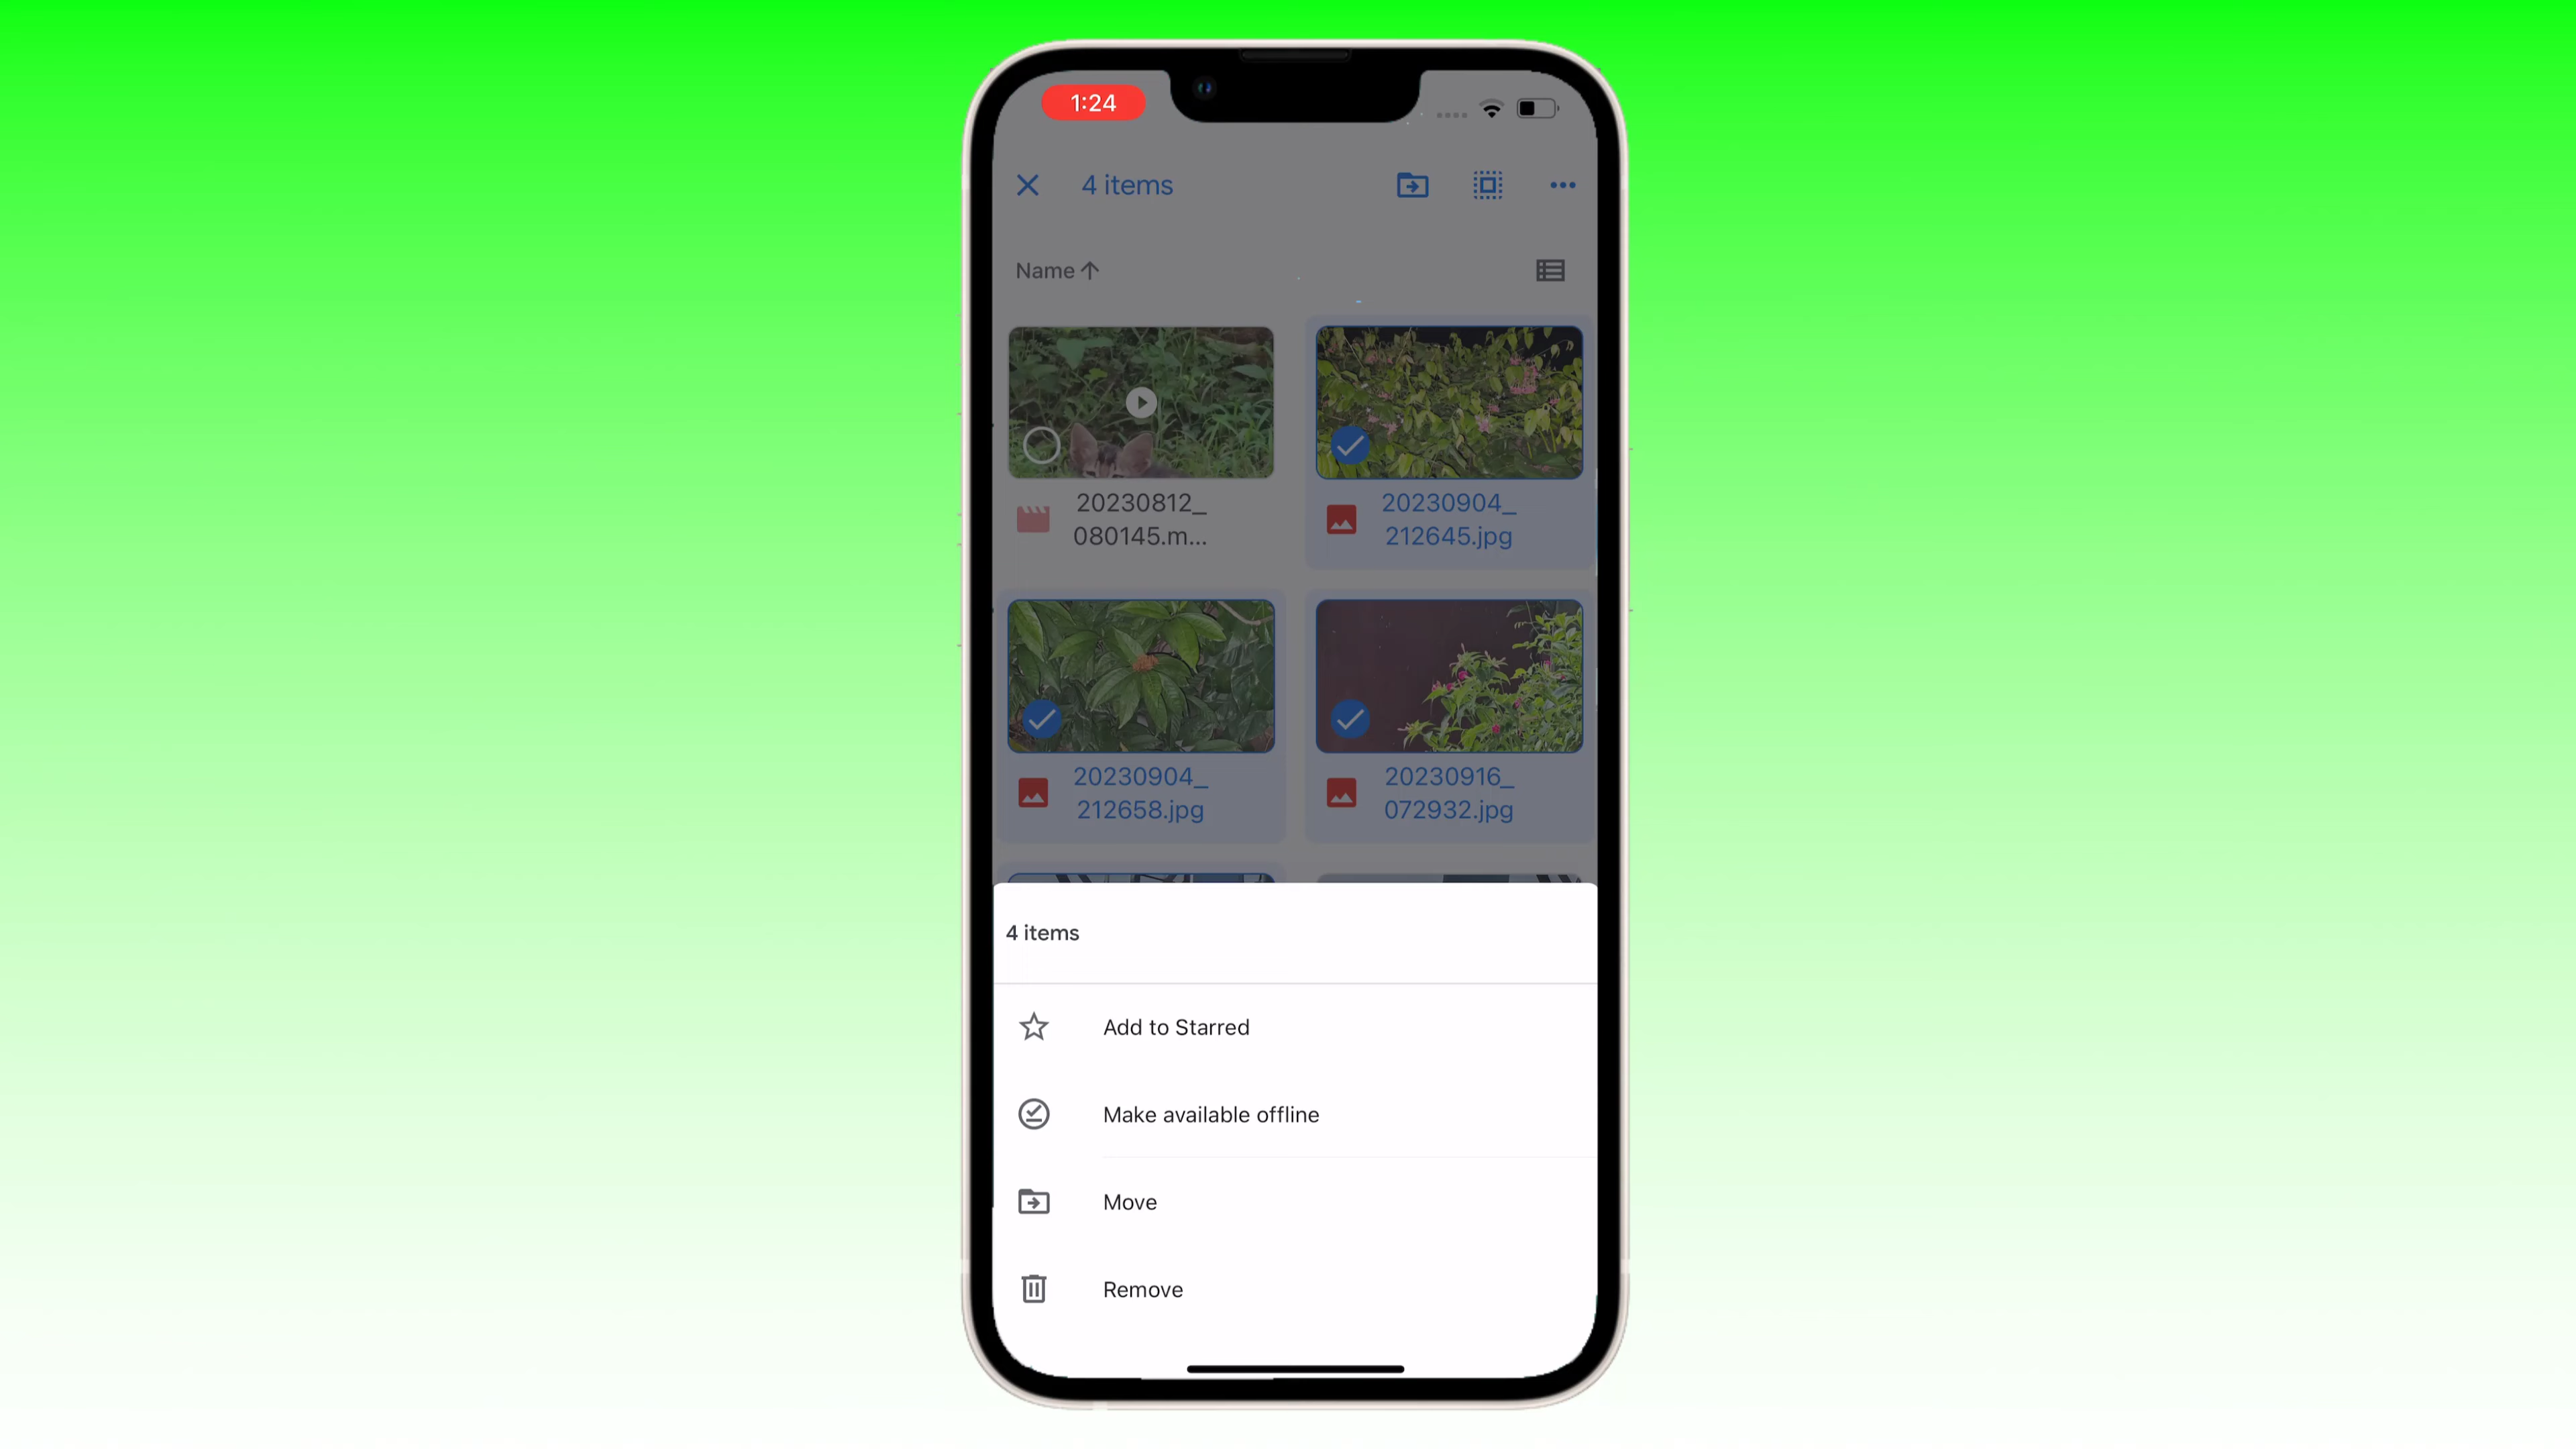 1:24
4 items
Name
20230812_
080145.m...
20230904_
212645.jpg
20230904_
212658.jpg
20230916_
072932.jpg
4 items
Add to Starred
Make available offline
Move
Remove